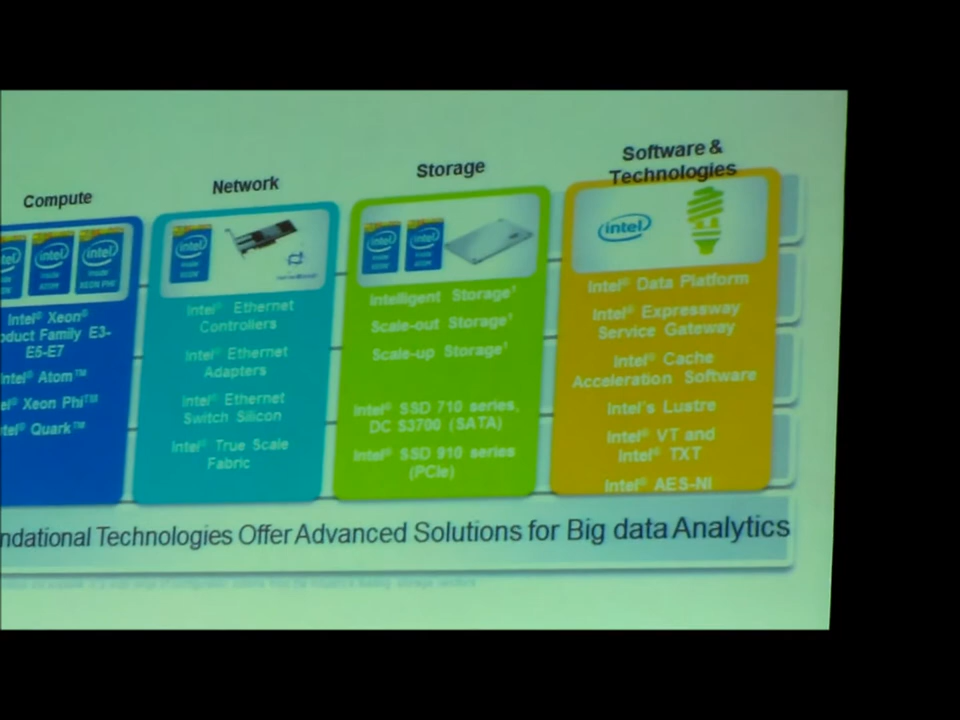 Compute
Intel® Xeon®
oduct Family E3-
E5-E7
Intel® Atom™
el® Xeon Phi™
tel® Quark™
Network
Intel® Ethernet
Controllers
Intel® Ethernet
Adapters
Intel® Ethernet
Switch Silicon
Intel® True Scale
Fabric
Storage
Intelligent Storage¹
Scale-out Storage¹
Scale-up Storage¹
Intel® SSD 710 series,
DC S3700 (SATA)
Intel® SSD 910 series
(PCIe)
Software &
Technologies
intel
Intel® Data Platform
Intel® Expressway
Service Gateway
Intel® Cache
Acceleration Software
Intel's Lustre
Intel® VT and
Intel® TXT
Intel® AES-NI
ndational Technologies Offer Advanced Solutions for Big data Analytics